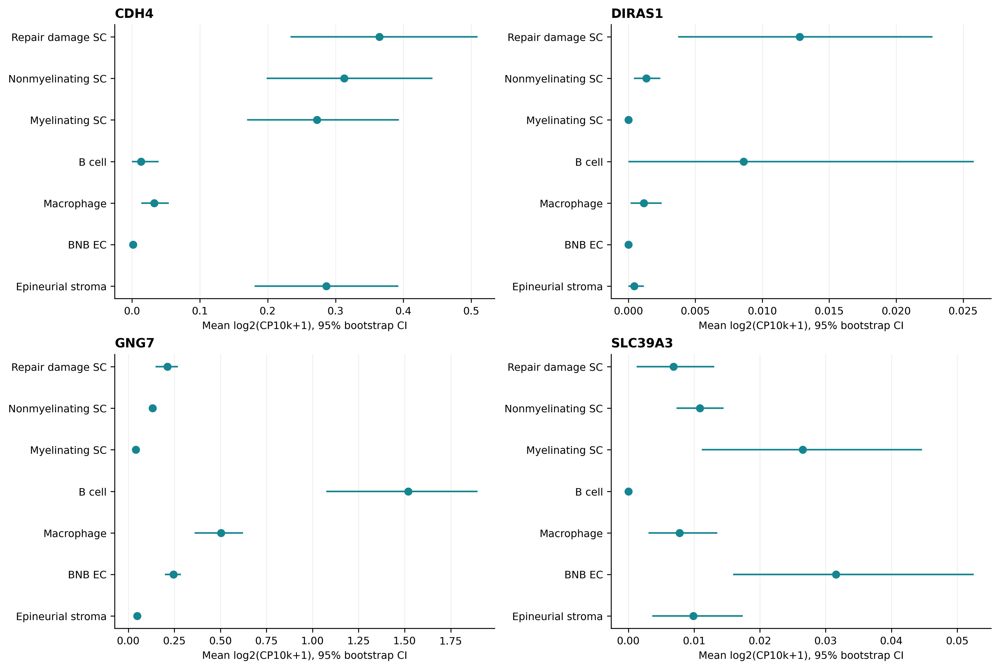 CDH4
Repair damage SC
Nonmyelinating SC
Myelinating SC
B cell
Macrophage
BNB EC
Epineurial stroma
0.0 0.1 0.2 0.3 0.4 0.5
Mean log2(CP10k+1), 95% bootstrap CI
DIRAS1
Repair damage SC
Nonmyelinating SC
Myelinating SC
B cell
Macrophage
BNB EC
Epineurial stroma
0.000 0.005 0.010 0.015 0.020 0.025
Mean log2(CP10k+1), 95% bootstrap CI
GNG7
Repair damage SC
Nonmyelinating SC
Myelinating SC
B cell
Macrophage
BNB EC
Epineurial stroma
0.00 0.25 0.50 0.75 1.00 1.25 1.50 1.75
Mean log2(CP10k+1), 95% bootstrap CI
SLC39A3
Repair damage SC
Nonmyelinating SC
Myelinating SC
B cell
Macrophage
BNB EC
Epineurial stroma
0.00 0.01 0.02 0.03 0.04 0.05
Mean log2(CP10k+1), 95% bootstrap CI